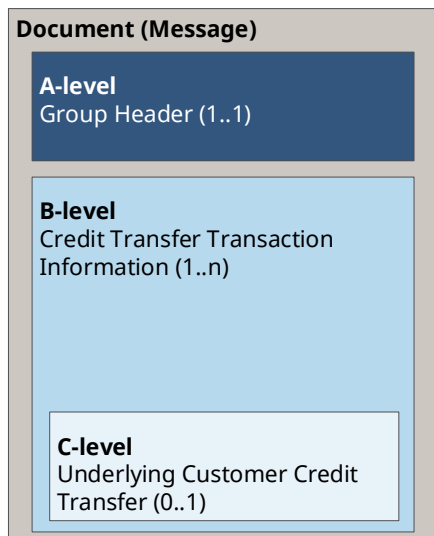 Document (Message)
A-level
Group Header (1..1)
B-level
Credit Transfer Transaction
Information (1..n)
C-level
Underlying Customer Credit
Transfer (0..1)